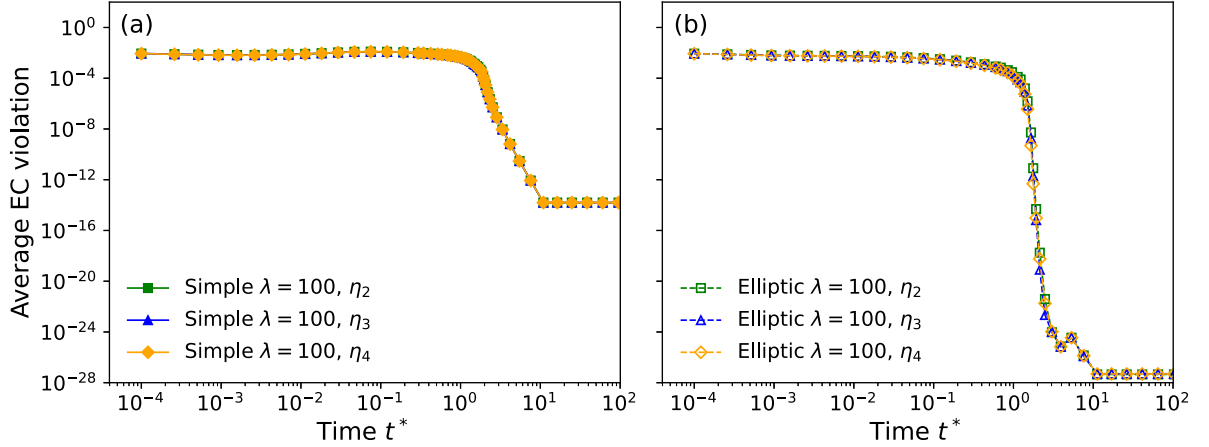 (a)
Average EC violation
10^0
10^−4
10^−8
10^−12
10^−16
10^−20
10^−24
10^−28
Simple λ = 100, η₂
Simple λ = 100, η₃
Simple λ = 100, η₄
10^−4 10^−3 10^−2 10^−1 10^0 10^1 10^2
Time t*
(b)
Elliptic λ = 100, η₂
Elliptic λ = 100, η₃
Elliptic λ = 100, η₄
10^−4 10^−3 10^−2 10^−1 10^0 10^1 10^2
Time t*